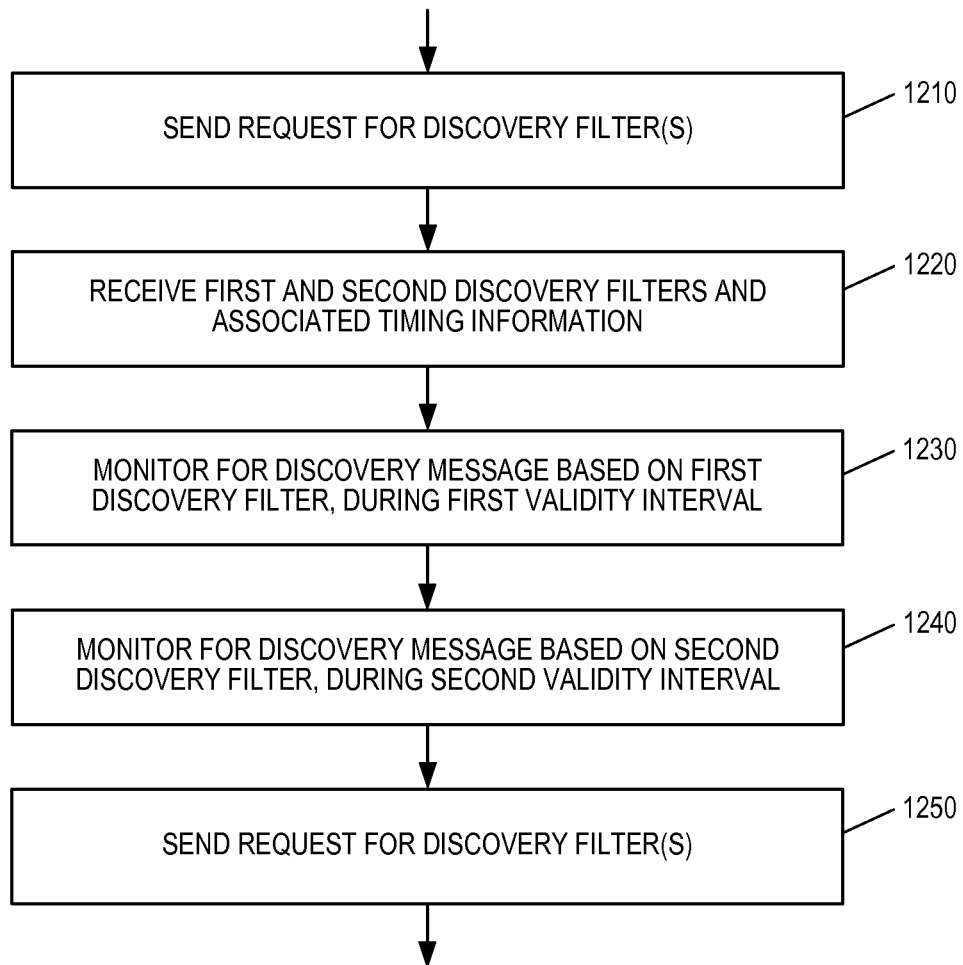 SEND REQUEST FOR DISCOVERY FILTER(S)
1210
RECEIVE FIRST AND SECOND DISCOVERY FILTERS AND
ASSOCIATED TIMING INFORMATION
1220
MONITOR FOR DISCOVERY MESSAGE BASED ON FIRST
DISCOVERY FILTER, DURING FIRST VALIDITY INTERVAL
1230
MONITOR FOR DISCOVERY MESSAGE BASED ON SECOND
DISCOVERY FILTER, DURING SECOND VALIDITY INTERVAL
1240
SEND REQUEST FOR DISCOVERY FILTER(S)
1250